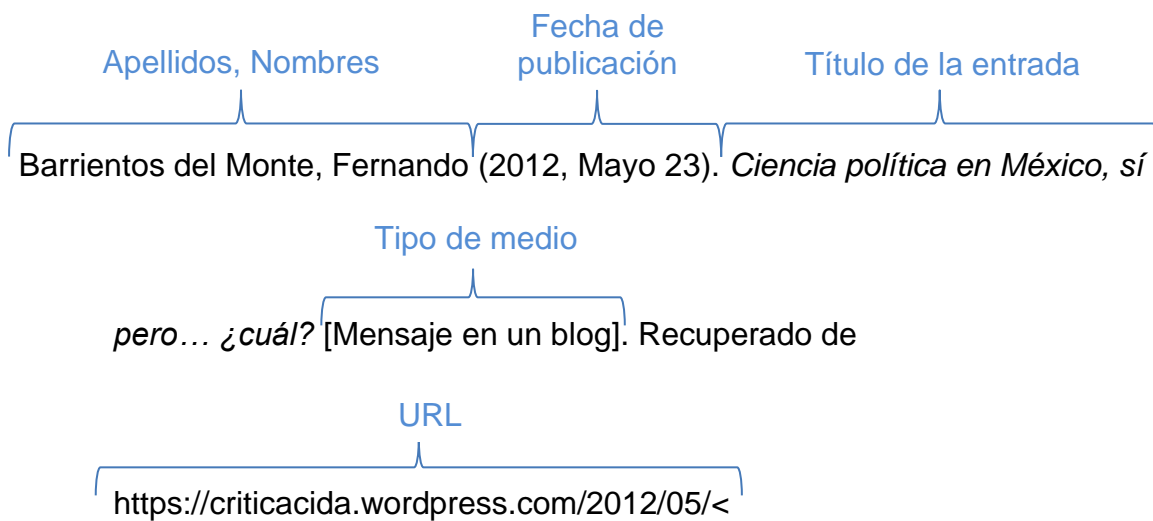 Fecha de
Apellidos, Nombres publicación Título de la entrada
Barrientos del Monte, Fernando (2012, Mayo 23). Ciencia política en México, sí
Tipo de medio
pero… ¿cuál? [Mensaje en un blog]. Recuperado de
URL
https://criticacida.wordpress.com/2012/05/<